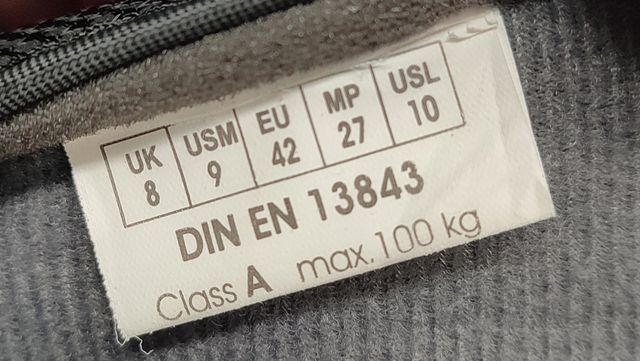 UK USM EU MP USL
8 9 42 27 10
DIN EN 13843
Class A max. 100 kg